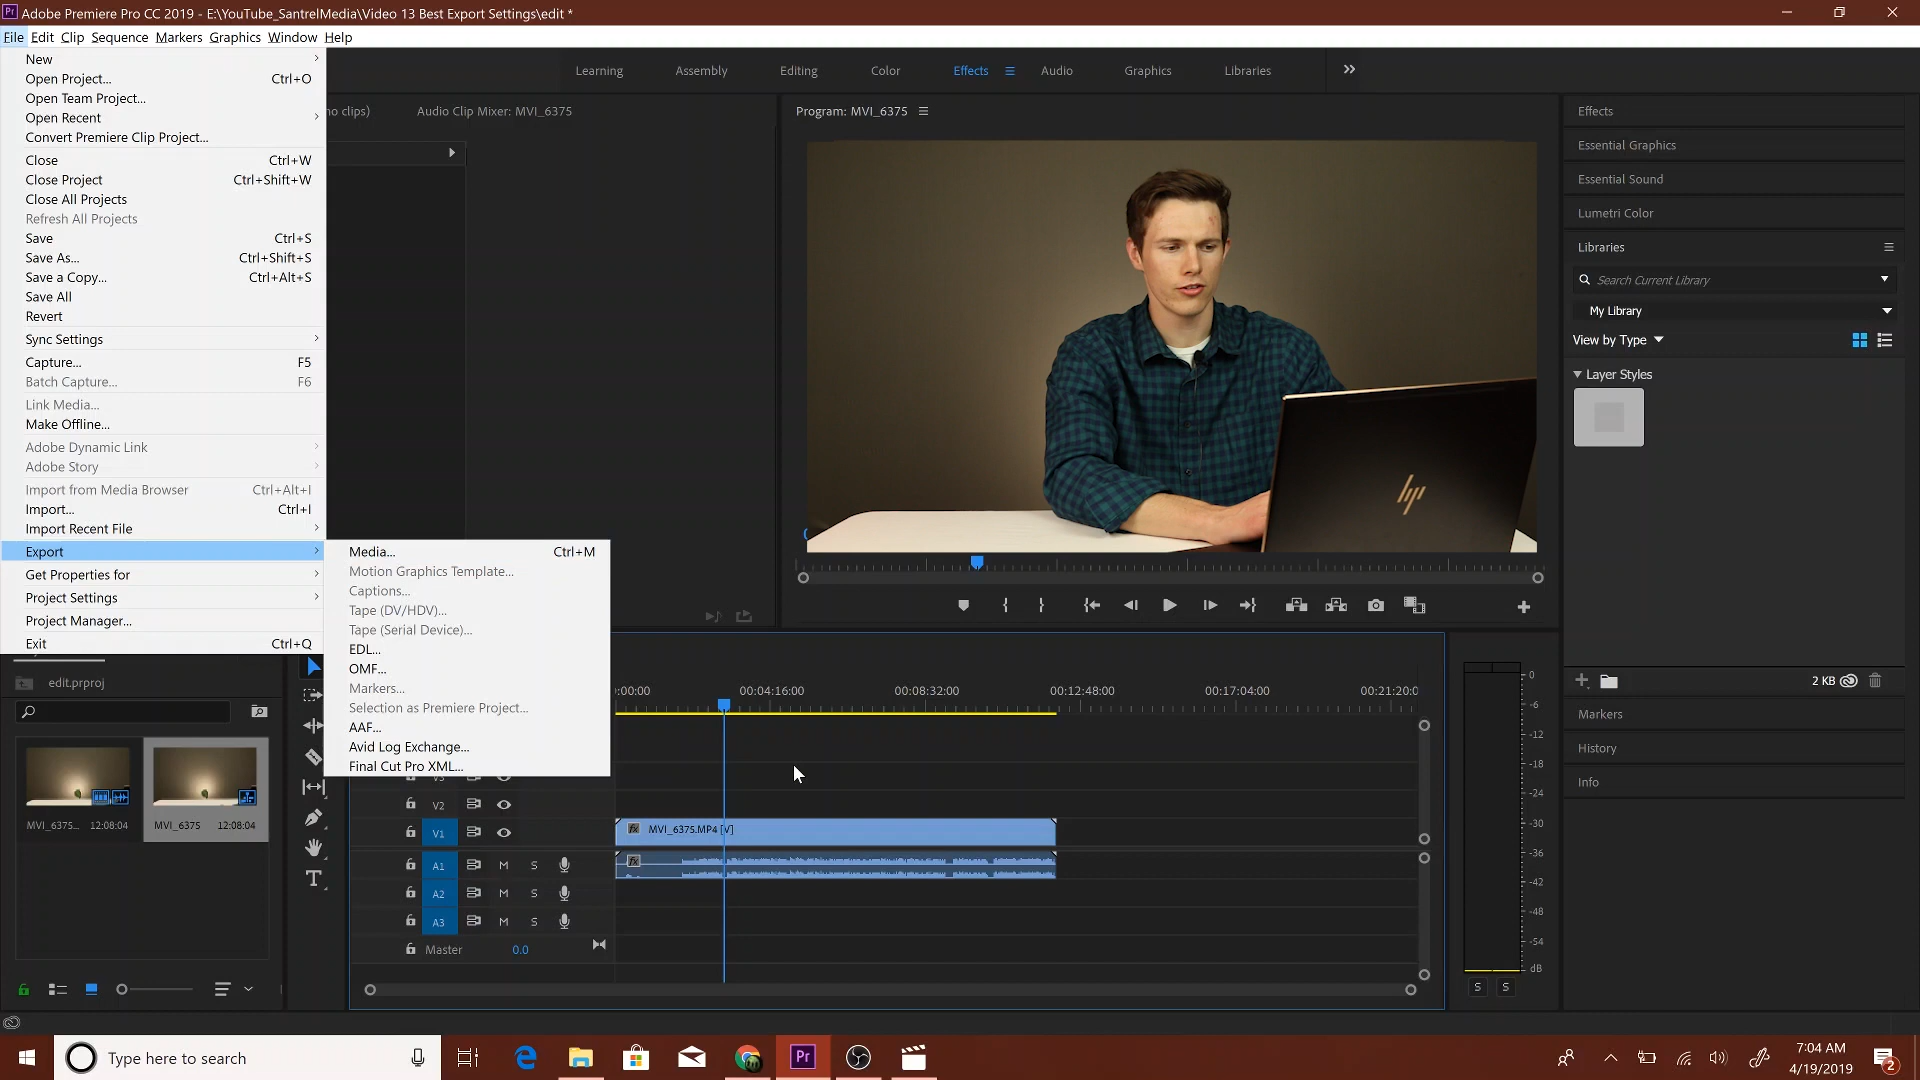 Adobe Premiere Pro CC 2019 - E:\YouTube_SantrelMedia\Video 13 Best Export Settings\edit *
File Edit Clip Sequence Markers Graphics Window Help
New
Open Project... Ctrl+O
Open Team Project...
Open Recent
Convert Premiere Clip Project...
Close Ctrl+W
Close Project Ctrl+Shift+W
Close All Projects
Refresh All Projects
Save Ctrl+S
Save As... Ctrl+Shift+S
Save a Copy... Ctrl+Alt+S
Save All
Revert
Sync Settings
Capture... F5
Batch Capture... F6
Link Media...
Make Offline...
Adobe Dynamic Link
Adobe Story
Import from Media Browser Ctrl+Alt+I
Import... Ctrl+I
Import Recent File
Export
Get Properties for
Project Settings
Project Manager...
Exit Ctrl+Q
Media... Ctrl+M
Motion Graphics Template...
Captions...
Tape (DV/HDV)...
Tape (Serial Device)...
EDL...
OMF...
Markers...
Selection as Premiere Project...
AAF...
Avid Log Exchange...
Final Cut Pro XML...
Learning Assembly Editing Color Effects Audio Graphics Libraries
no clips) Audio Clip Mixer: MVI_6375
Program: MVI_6375
hp
Effects
Essential Graphics
Essential Sound
Lumetri Color
Libraries
Search Current Library
My Library
View by Type
Layer Styles
2 KB
Markers
History
Info
edit.prproj
MVI_6375... 12:08:04 MVI_6375 12:08:04
:00:00 00:04:16:00 00:08:32:00 00:12:48:00 00:17:04:00 00:21:20:0
V3
V2
V1 fx MVI_6375.MP4 [V]
A1 M S fx
A2 M S
A3 M S
Master 0.0
0
-6
-12
-18
-24
-30
-36
-42
-48
-54
dB
S S
Type here to search
Pr
7:04 AM
4/19/2019
2